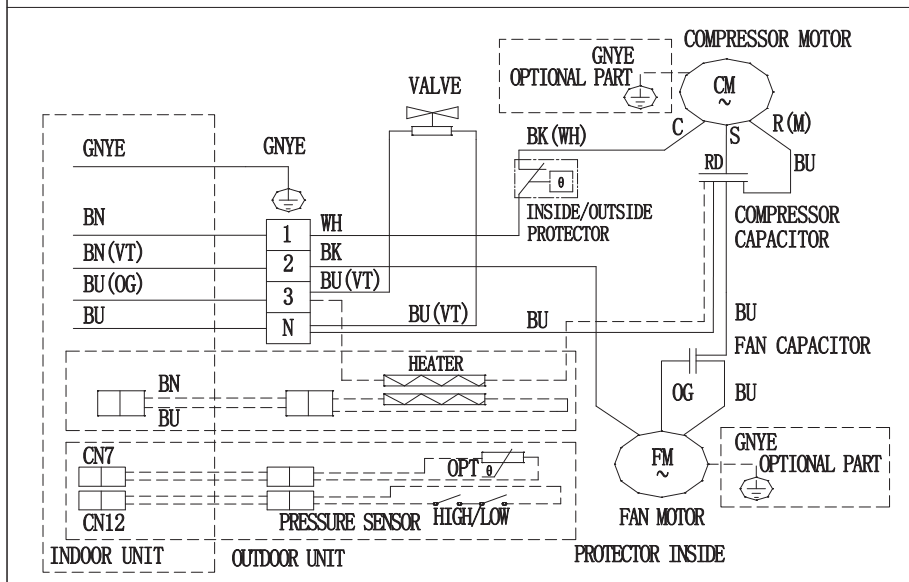 COMPRESSOR MOTOR
GNYE
OPTIONAL PART
CM
~
VALVE
C
S
R(M)
GNYE
GNYE
BK(WH)
RD
BU
θ
INSIDE/OUTSIDE
PROTECTOR
COMPRESSOR
CAPACITOR
BN
1
WH
BN(VT)
2
BK
BU(OG)
3
BU(VT)
BU
N
BU(VT)
BU
BU
FAN CAPACITOR
HEATER
BN
BU
OG
BU
CN7
OPT
θ
FM
~
GNYE
OPTIONAL PART
CN12
PRESSURE SENSOR
HIGH/LOW
FAN MOTOR
INDOOR UNIT
OUTDOOR UNIT
PROTECTOR INSIDE